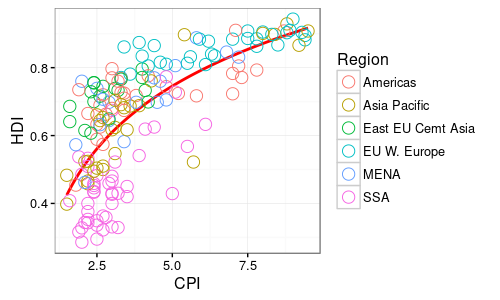 0.8
0.6
0.4
HDI
2.5
5.0
7.5
CPI
Region
Americas
Asia Pacific
East EU Cemt Asia
EU W. Europe
MENA
SSA